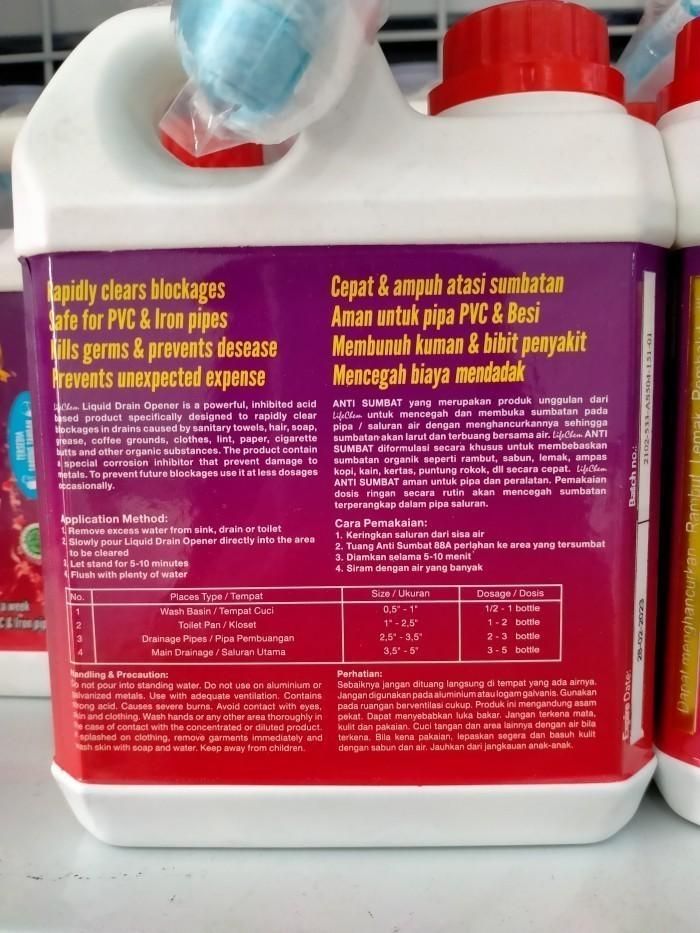 apidly clears blockages
afe for PVC & Iron pipes
ills germs & prevents desease
revents unexpected expense
Cepat & ampuh atasi sumbatan
Aman untuk pipa PVC & Besi
Membunuh kuman & bibit penyakit
Mencegah biaya mendadak
LifeChem Liquid Drain Opener is a powerful, inhibited acid
based product specifically designed to rapidly clear
blockages in drains caused by sanitary towels, hair, soap,
grease, coffee grounds, clothes, lint, paper, cigarette
butts and other organic substances. The product contain
a special corrosion inhibitor that prevent damage to
metals. To prevent future blockages use it at less dosages
occasionally.
ANTI SUMBAT yang merupakan produk unggulan dari
LifeChem untuk mencegah dan membuka sumbatan pada
pipa / saluran air dengan menghancurkannya sehingga
sumbatan akan larut dan terbuang bersama air. LifeChem ANTI
SUMBAT diformulasi secara khusus untuk membebaskan
sumbatan organik seperti rambut, sabun, lemak, ampas
kopi, kain, kertas, puntung rokok, dll secara cepat. LifeChem
ANTI SUMBAT aman untuk pipa dan peralatan. Pemakaian
dosis ringan secara rutin akan mencegah sumbatan
terperangkap dalam pipa saluran.
Application Method:
1. Remove excess water from sink, drain or toilet
2. Slowly pour Liquid Drain Opener directly into the area
to be cleared
3. Let stand for 5-10 minutes
4. Flush with plenty of water
Cara Pemakaian:
1. Keringkan saluran dari sisa air
2. Tuang Anti Sumbat 88A perlahan ke area yang tersumbat
3. Diamkan selama 5-10 menit
4. Siram dengan air yang banyak
No. Places Type / Tempat Size / Ukuran Dosage / Dosis
1 Wash Basin / Tempat Cuci 0,5" - 1" 1/2 - 1 bottle
2 Toilet Pan / Kloset 1" - 2,5" 1 - 2 bottle
3 Drainage Pipes / Pipa Pembuangan 2,5" - 3,5" 2 - 3 bottle
4 Main Drainage / Saluran Utama 3,5" - 5" 3 - 5 bottle
Handling & Precaution:
Do not pour into standing water. Do not use on aluminium or
galvanized metals. Use with adequate ventilation. Contains
strong acid. Causes severe burns. Avoid contact with eyes,
skin and clothing. Wash hands or any other area thoroughly in
the case of contact with the concentrated or diluted product.
If splashed on clothing, remove garments immediately and
wash skin with soap and water. Keep away from children.
Perhatian:
Sebaiknya jangan dituang langsung di tempat yang ada airnya.
Jangan digunakan pada aluminium atau logam galvanis. Gunakan
pada ruangan berventilasi cukup. Produk ini mengandung asam
pekat. Dapat menyebabkan luka bakar. Jangan terkena mata,
kulit dan pakaian. Cuci tangan dan area lainnya dengan air bila
terkena. Bila kena pakaian, lepaskan segera dan basuh kulit
dengan sabun dan air. Jauhkan dari jangkauan anak-anak.
Batch no.:
Expire Date: 28-02-2023
a week
C & Iron pip
Dapat menghancurkan